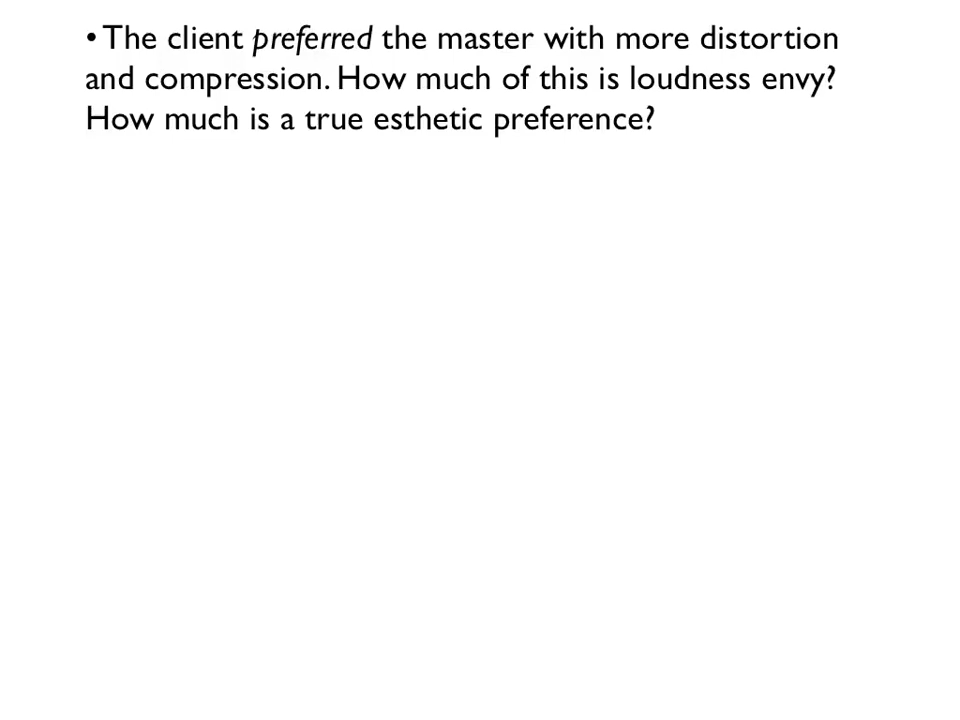 • The client preferred the master with more distortion
and compression. How much of this is loudness envy?
How much is a true esthetic preference?